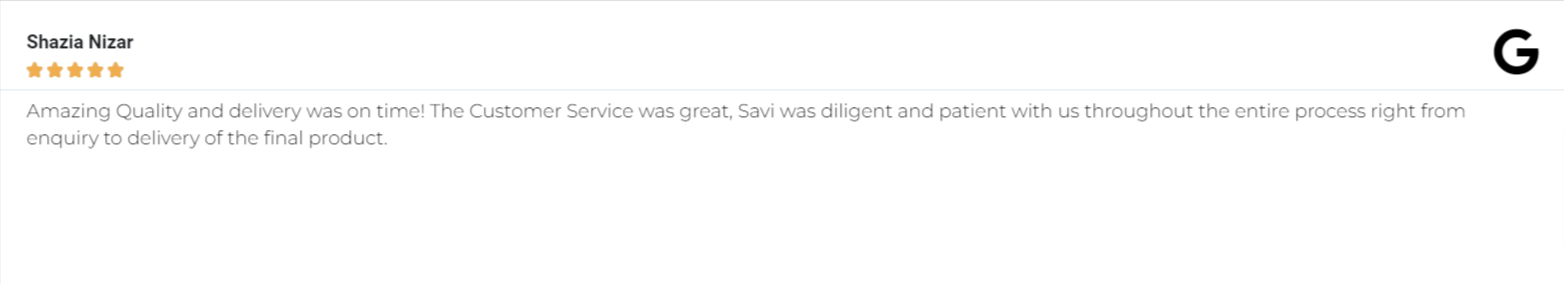 Shazia Nizar
G
Amazing Quality and delivery was on time! The Customer Service was great, Savi was diligent and patient with us throughout the entire process right from
enquiry to delivery of the final product.